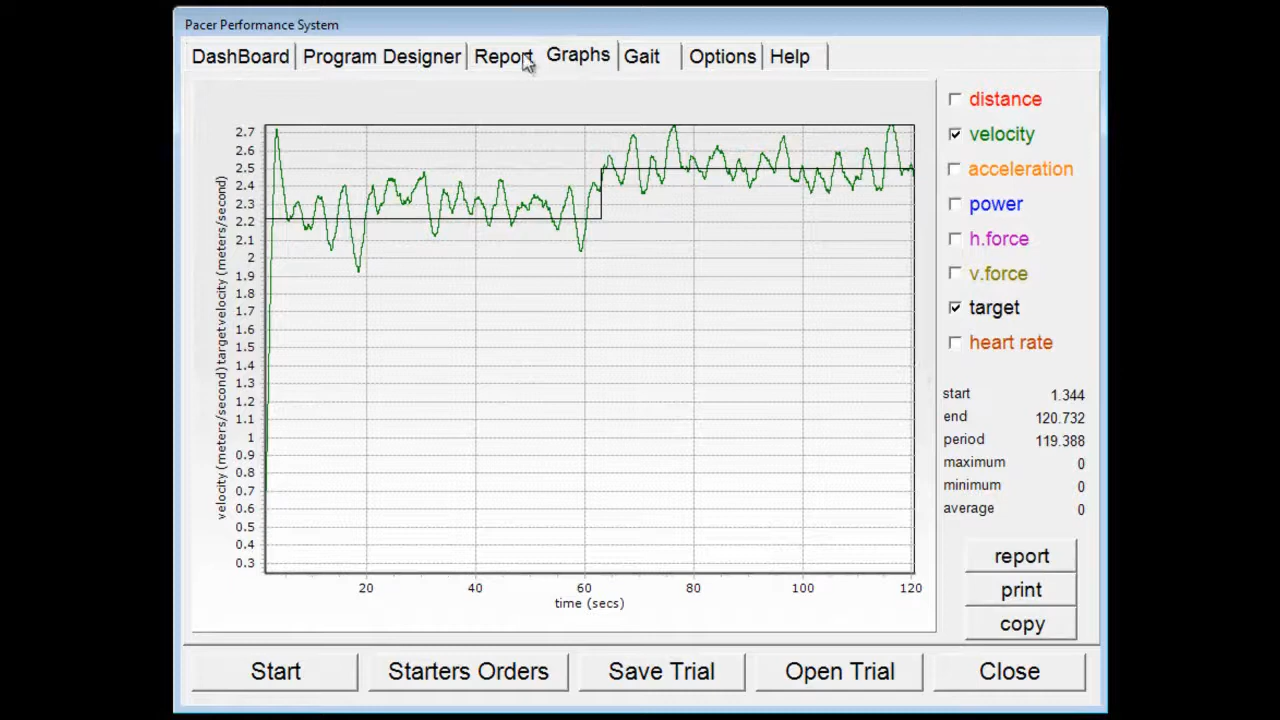 Pacer Performance System
DashBoard Program Designer Report Graphs Gait Options Help
velocity (meters/second) target velocity (meters/second)
2.7
2.6
2.5
2.4
2.3
2.2
2.1
2
1.9
1.8
1.7
1.6
1.5
1.4
1.3
1.2
1.1
1
0.9
0.8
0.7
0.6
0.5
0.4
0.3
20 40 60 80 100 120
time (secs)
distance
velocity
acceleration
power
h.force
v.force
target
heart rate
start 1.344
end 120.732
period 119.388
maximum 0
minimum 0
average 0
report
print
copy
Start Starters Orders Save Trial Open Trial Close